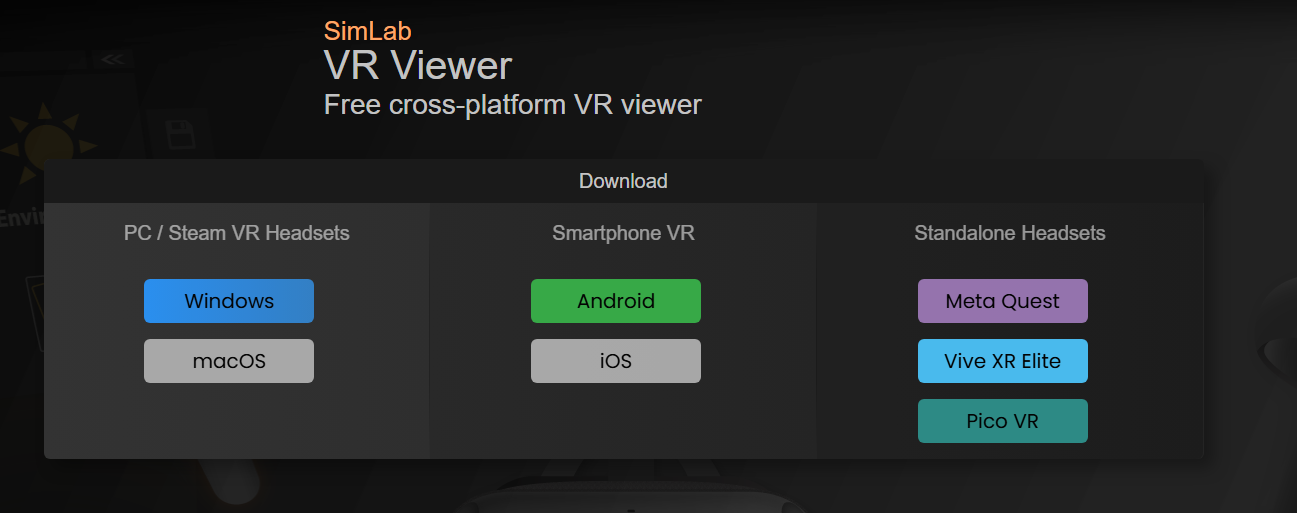 SimLab
VR Viewer
Free cross-platform VR viewer
Download
PC / Steam VR Headsets
Windows
macOS
Smartphone VR
Android
iOS
Standalone Headsets
Meta Quest
Vive XR Elite
Pico VR